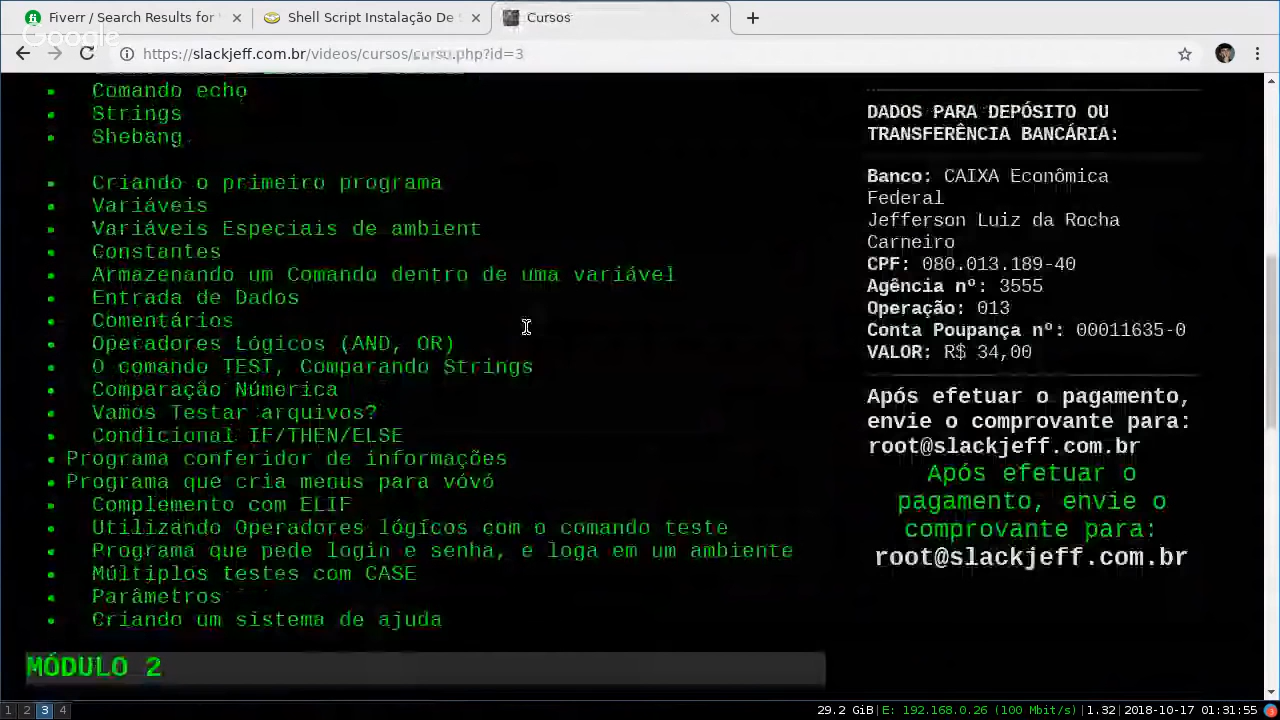 Fiverr / Search Results for
Shell Script Instalação De
Cursos
Google
https://slackjeff.com.br/videos/cursos/curso.php?id=3
Comando echo
Strings
Shebang
Criando o primeiro programa
Variáveis
Variáveis Especiais de ambient
Constantes
Armazenando um Comando dentro de uma variável
Entrada de Dados
Comentários
Operadores Lógicos (AND, OR)
O comando TEST, Comparando Strings
Comparação Númerica
Vamos Testar arquivos?
Condicional IF/THEN/ELSE
Programa conferidor de informações
Programa que cria menus para vóvó
Complemento com ELIF
Utilizando Operadores lógícos com o comando teste
Programa que pede login e senha, e loga em um ambiente
Múltiplos testes com CASE
Parâmetros
Criando um sistema de ajuda
MÓDULO 2
DADOS PARA DEPÓSITO OU
TRANSFERÊNCIA BANCÁRIA:
Banco: CAIXA Econômica
Federal
Jefferson Luiz da Rocha
Carneiro
CPF: 080.013.189-40
Agência nº: 3555
Operação: 013
Conta Poupança nº: 00011635-0
VALOR: R$ 34,00
Após efetuar o pagamento,
envie o comprovante para:
root@slackjeff.com.br
Após efetuar o
pagamento, envie o
comprovante para:
root@slackjeff.com.br
1 2 3 4
29.2 GiB|E: 192.168.0.26 (100 Mbit/s)|1.32|2018-10-17 01:31:55